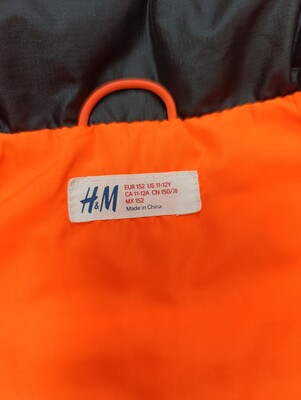 H&M
EUR 152 US 11-12Y
CA 11-12A CN 150/76
MX 152
Made in China